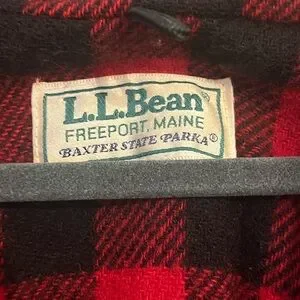 L.L.Bean®
FREEPORT, MAINE
BAXTER STATE PARKA®